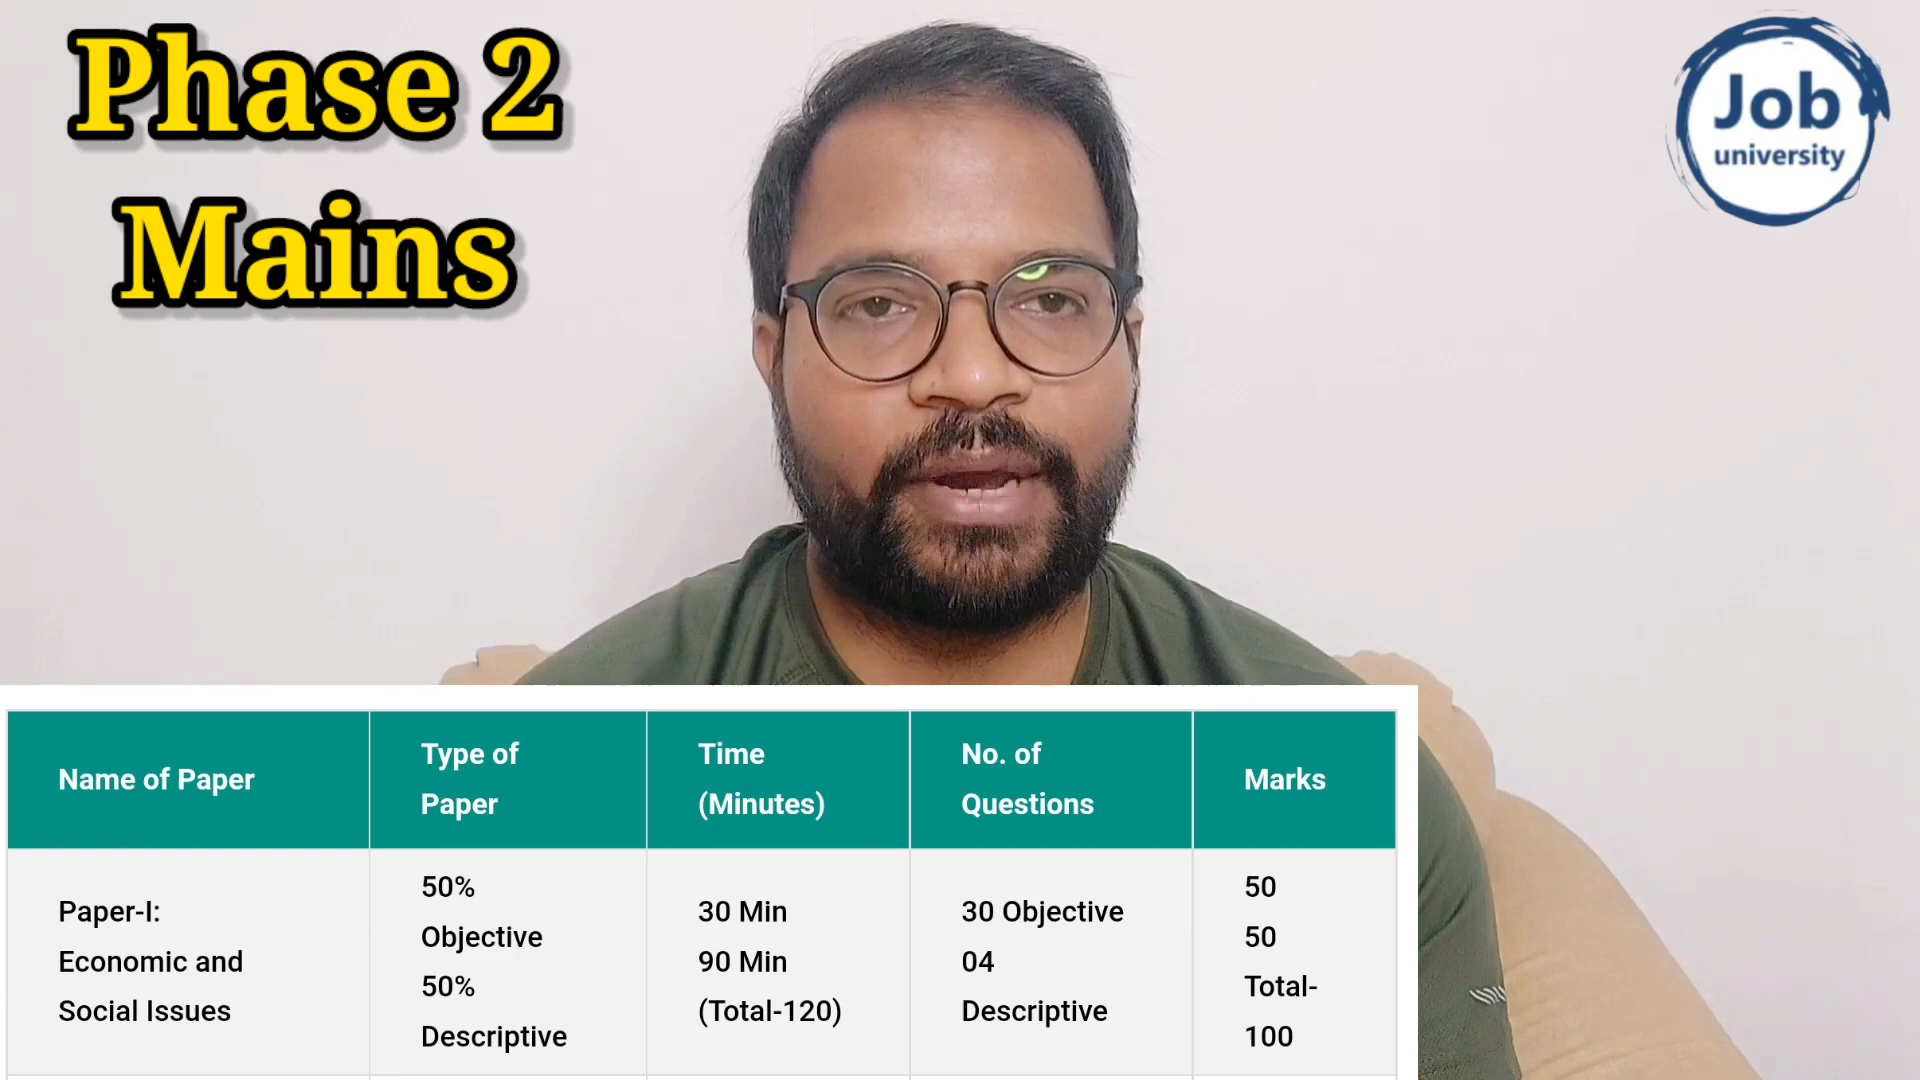 Phase 2
Mains
Job
university
Name of Paper
Type of
Paper
Time
(Minutes)
No. of
Questions
Marks
Paper-I:
Economic and
Social Issues
50%
Objective
50%
Descriptive
30 Min
90 Min
(Total-120)
30 Objective
04
Descriptive
50
50
Total-
100